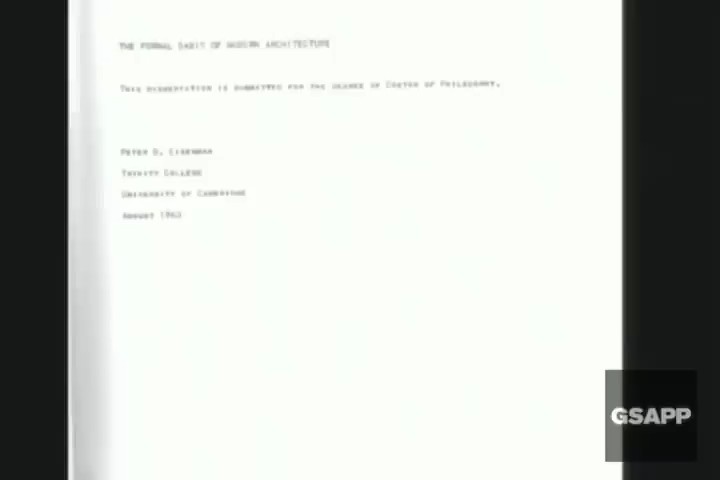 THE FORMAL BASIS OF MODERN ARCHITECTURE
THIS DISSERTATION IS SUBMITTED FOR THE DEGREE OF DOCTOR OF PHILOSOPHY.
PETER D. EISENMAN
TRINITY COLLEGE
UNIVERSITY OF CAMBRIDGE
AUGUST 1963
GSAPP